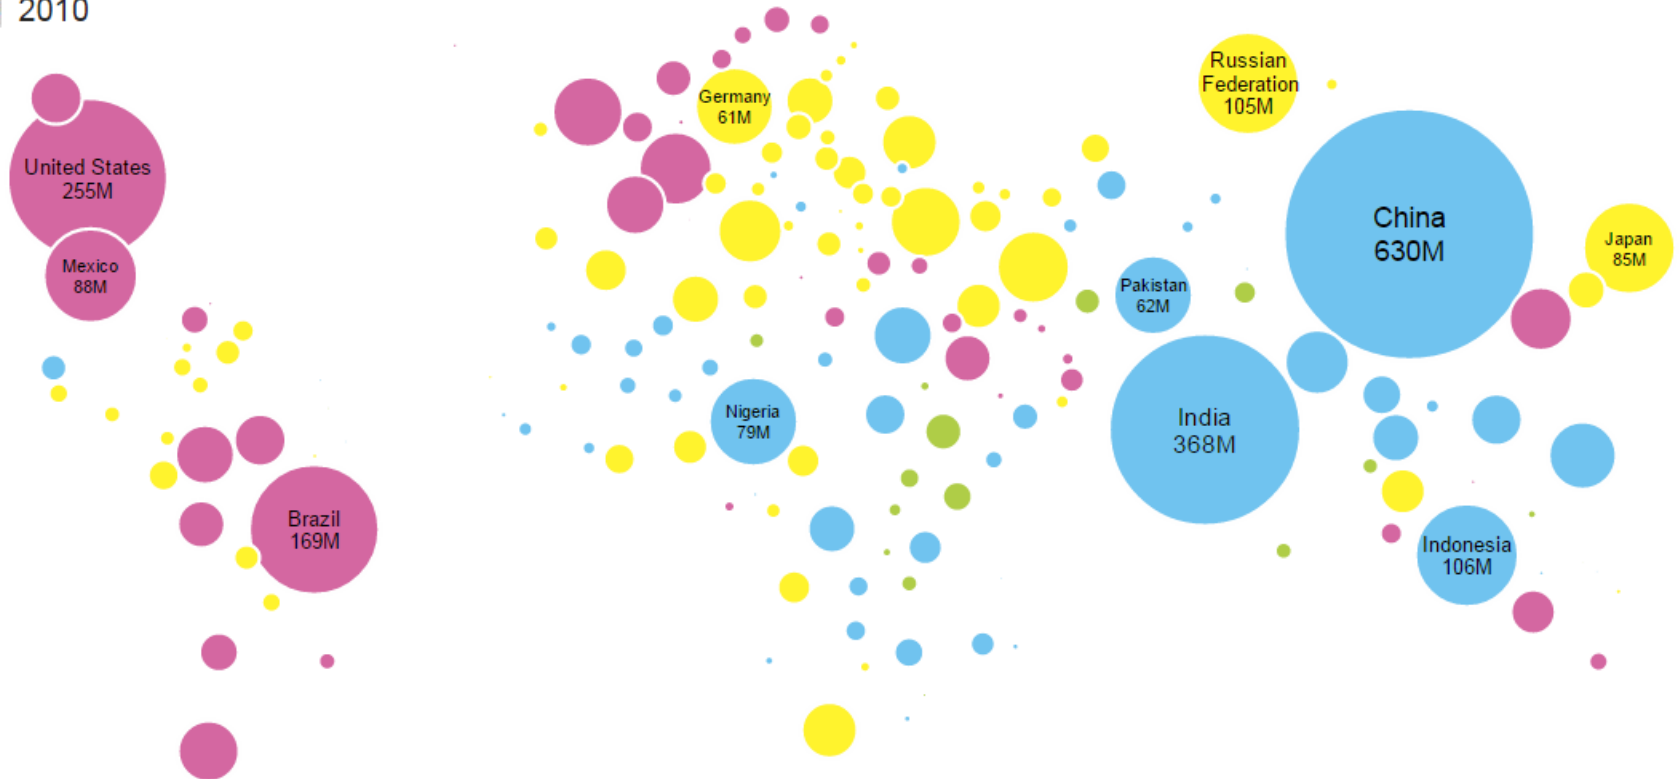 2010
United States
255M
Mexico
88M
Brazil
169M
Germany
61M
Nigeria
79M
Russian
Federation
105M
Pakistan
62M
India
368M
China
630M
Japan
85M
Indonesia
106M